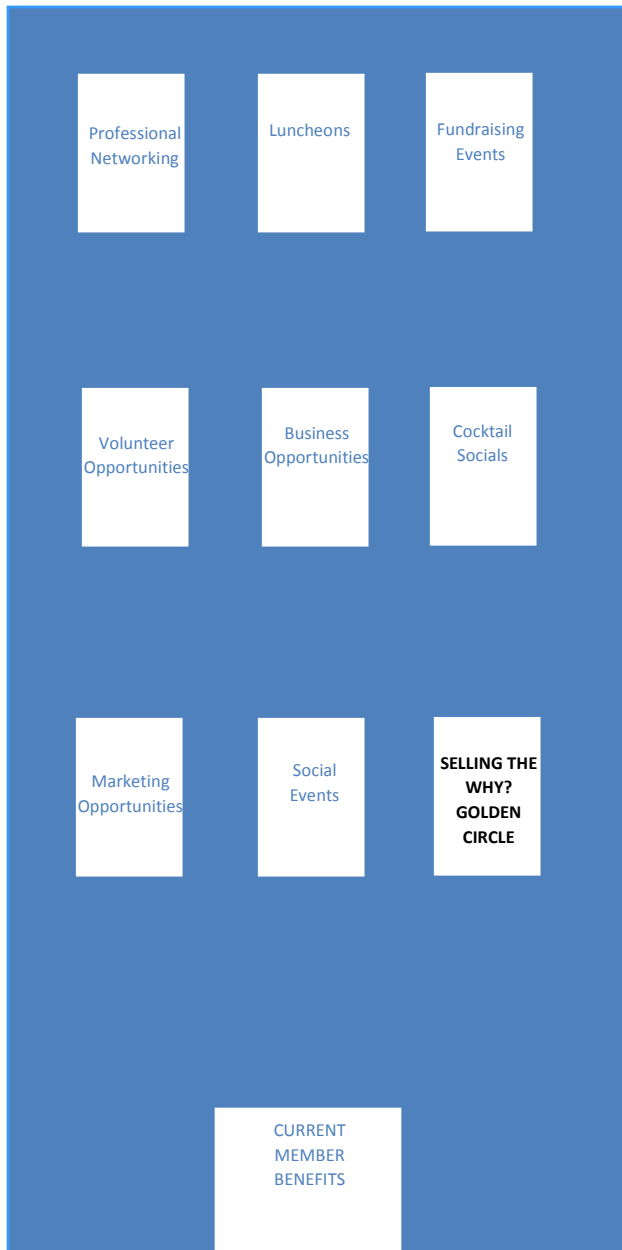 Professional
Networking
Luncheons
Fundraising
Events
Volunteer
Opportunities
Business
Opportunities
Cocktail
Socials
Marketing
Opportunities
Social
Events
SELLING THE
WHY?
GOLDEN
CIRCLE
CURRENT
MEMBER
BENEFITS